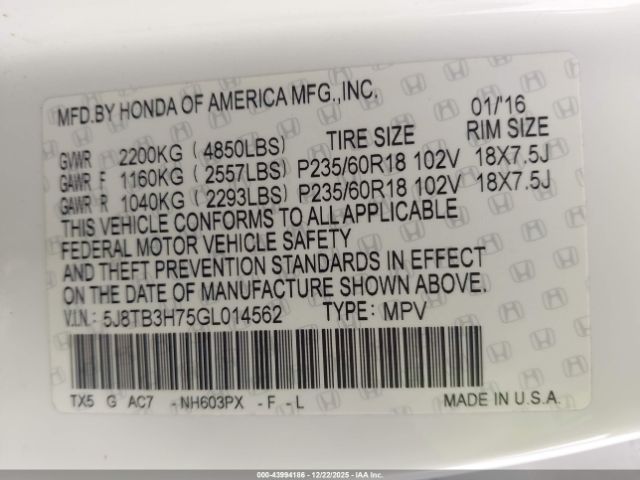 MFD.BY HONDA OF AMERICA MFG.,INC. 01/'16
TIRE SIZE RIM SIZE
GVWR 2200KG (4850LBS)
GAWR F 1160KG (2557LBS) P235/60R18 102V 18X7.5J
GAWR R 1040KG (2293LBS) P235/60R18 102V 18X7.5J
THIS VEHICLE CONFORMS TO ALL APPLICABLE
FEDERAL MOTOR VEHICLE SAFETY
AND THEFT PREVENTION STANDARDS IN EFFECT
ON THE DATE OF MANUFACTURE SHOWN ABOVE.
V.I.N.: 5J8TB3H75GL014562 TYPE: MPV
TX5 G AC7 -NH603PX -F -L MADE IN U.S.A.
000-43994186 - 12/22/2025 - IAA Corp.